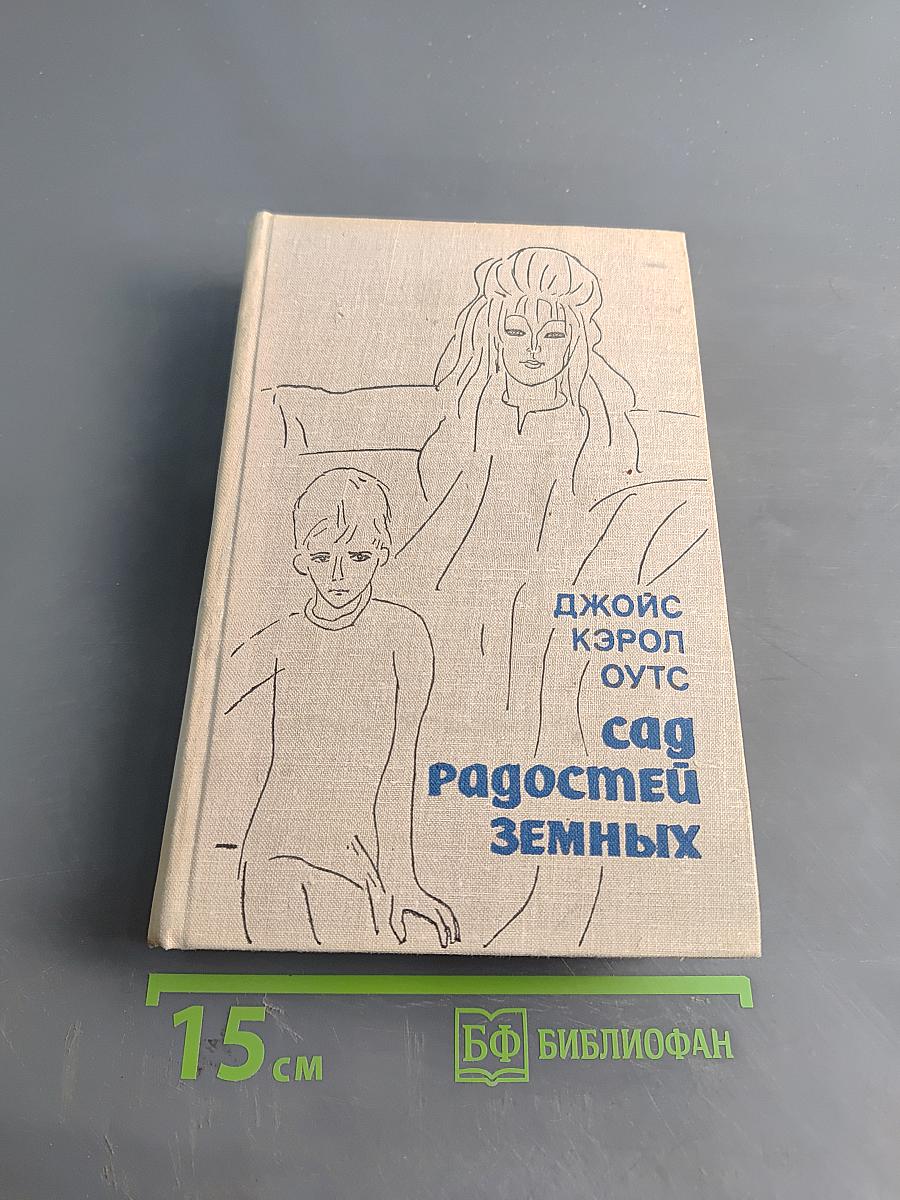 ДЖОЙС
КЭРОЛ
ОУТС
сад
радостей
земных
15 см
БФ БИБЛИОФАН